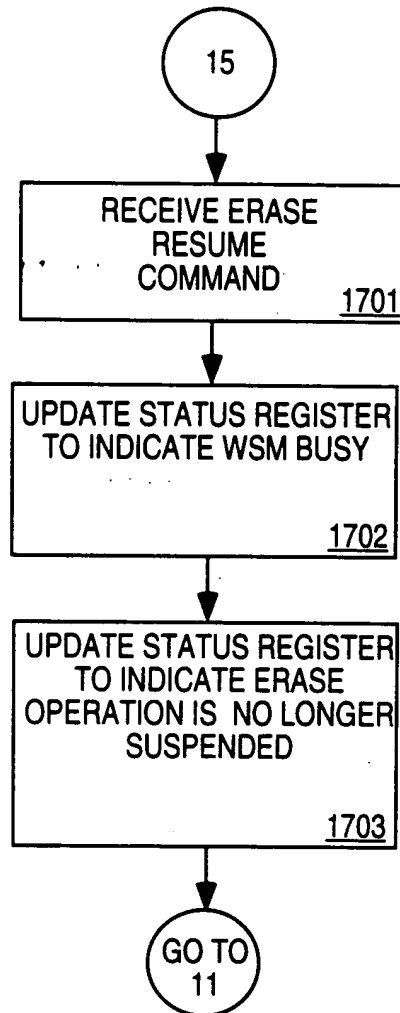 15
RECEIVE ERASE
RESUME
COMMAND
1701
UPDATE STATUS REGISTER
TO INDICATE WSM BUSY
1702
UPDATE STATUS REGISTER
TO INDICATE ERASE
OPERATION IS NO LONGER
SUSPENDED
1703
GO TO
11